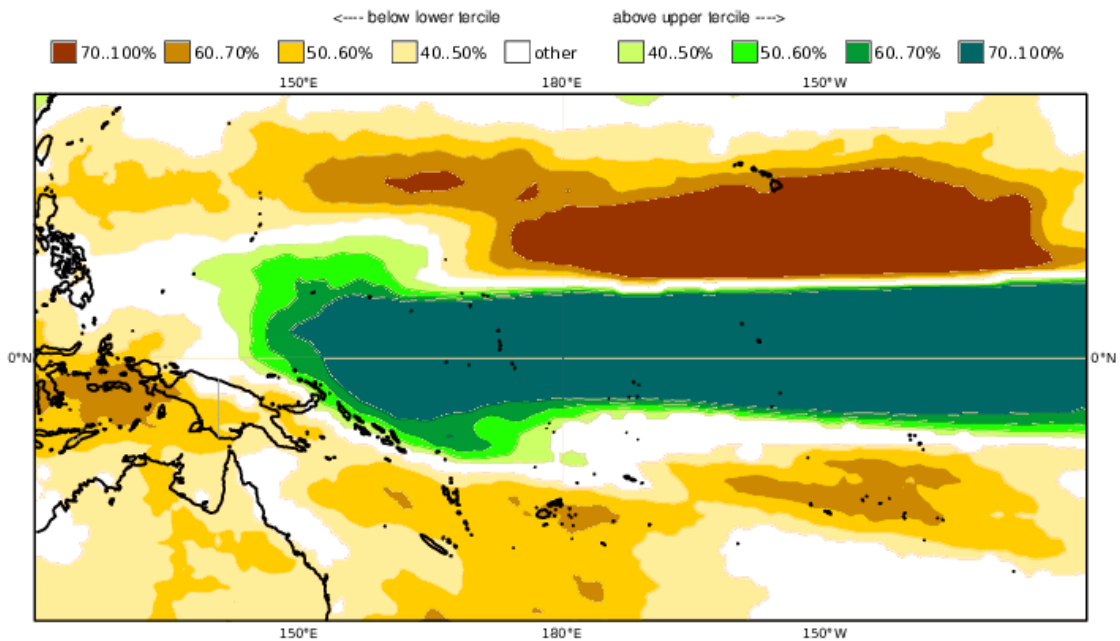 <---- below lower tercile above upper tercile ---->
70..100% 60..70% 50..60% 40..50% other 40..50% 50..60% 60..70% 70..100%
150°E 180°E 150°W
0°N 0°N
150°E 180°E 150°W